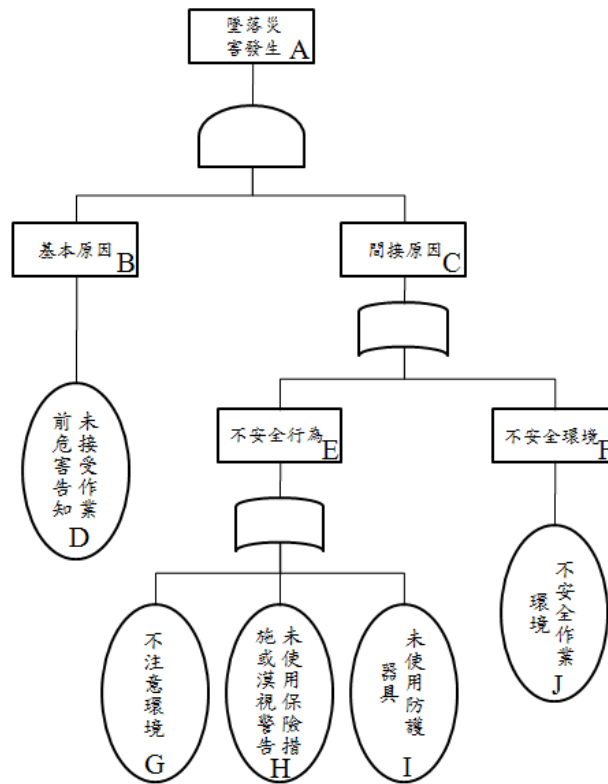 墜落災
害發生
A
基本原因
B
間接原因
C
未接受作業
前危害告知
D
不安全行為
E
不安全環境
F
不注意環境
G
未使用保險措
施或漠視警告
H
未使用防護
器具
I
不安全作業
環境
J